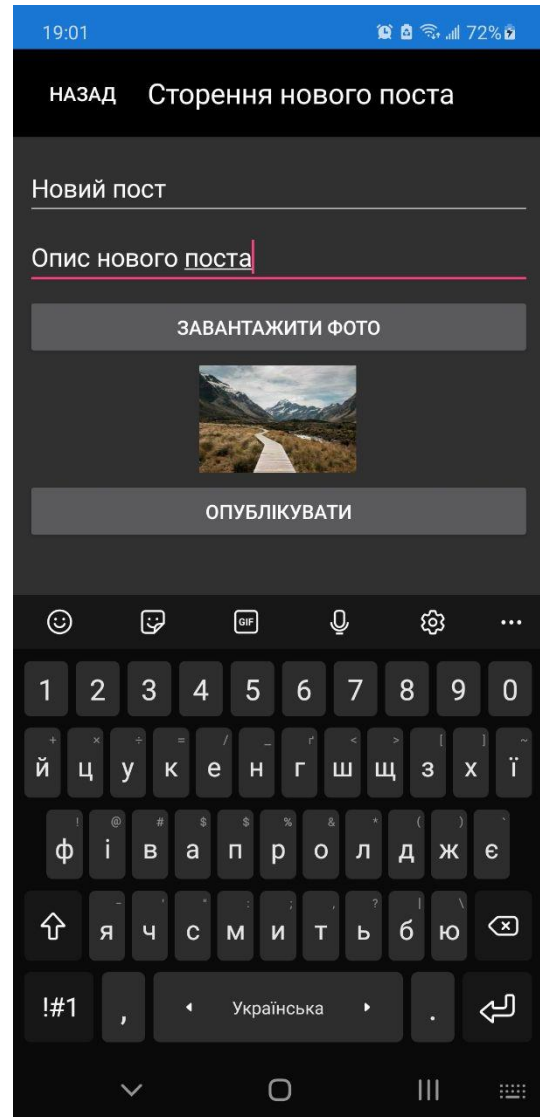 19:01 72%
НАЗАД Сторення нового поста
Новий пост
Опис нового поста
ЗАВАНТАЖИТИ ФОТО
ОПУБЛІКУВАТИ
GIF
1 2 3 4 5 6 7 8 9 0
+ × ÷ = / _ ґ < > [ ] ~
й ц у к е н г ш щ з х ї
! @ # $ $ % & * ( ) `
ф і в а п р о л д ж є
- ' " : ; , ? | \
я ч с м и т ь б ю
!#1 , Українська .